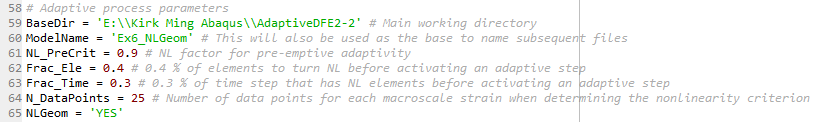 58 # Adaptive process parameters
59 BaseDir = 'E:\\Kirk Ming Abaqus\\AdaptiveDFE2-2' # Main working directory
60 ModelName = 'Ex6_NLGeom' # This will also be used as the base to name subsequent files
61 NL_PreCrit = 0.9 # NL factor for pre-emptive adaptivity
62 Frac_Ele = 0.4 # 0.4 % of elements to turn NL before activating an adaptive step
63 Frac_Time = 0.3 # 0.3 % of time step that has NL elements before activating an adaptive step
64 N_DataPoints = 25 # Number of data points for each macroscale strain when determining the nonlinearity criterion
65 NLGeom = 'YES'